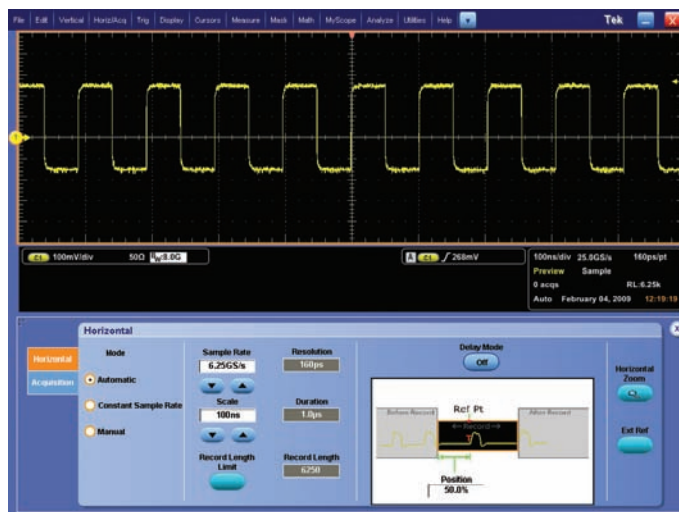 File Edit Vertical Horiz/Acq Trig Display Cursors Measure Mask Math MyScope Analyze Utilities Help Tek X
1
C1 100mV/div 50Ω BW:8.0G
A C1 268mV
100ns/div 25.0GS/s 160ps/pt
Preview Sample
0 acqs RL:6.25k
Auto February 04, 2009 12:19:19
Horizontal
X
Horizontal
Acquisition
Mode
Automatic
Constant Sample Rate
Manual
Sample Rate
6.25GS/s
Scale
100ns
Record Length
Limit
Resolution
160ps
Duration
1.0µs
Record Length
6250
Delay Mode
Off
Before Record
Ref Pt
Record
After Record
T
Position
50.0%
Horizontal
Zoom
Ext Ref